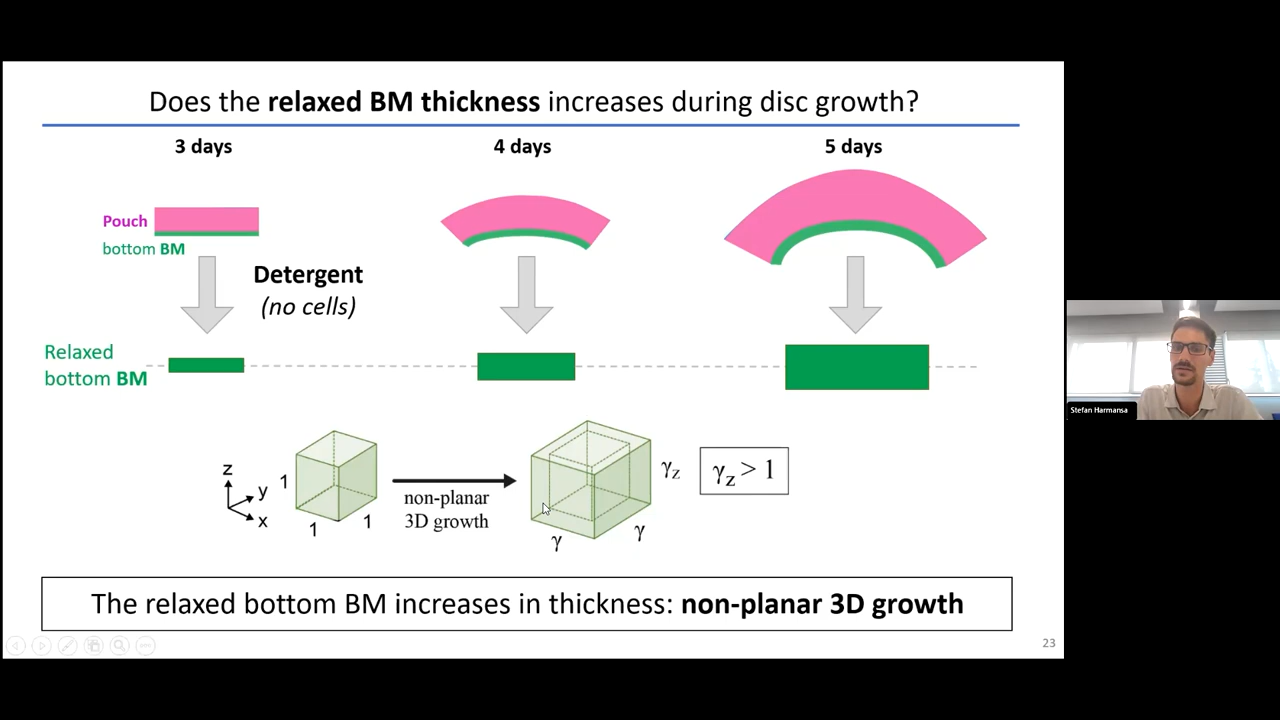 Does the relaxed BM thickness increases during disc growth?
3 days
4 days
5 days
Pouch
bottom BM
Detergent
(no cells)
Relaxed
bottom BM
z
y
x
1
1
1
non-planar
3D growth
γz
γ
γ
γz > 1
The relaxed bottom BM increases in thickness: non-planar 3D growth
23
Stefan Harmansa